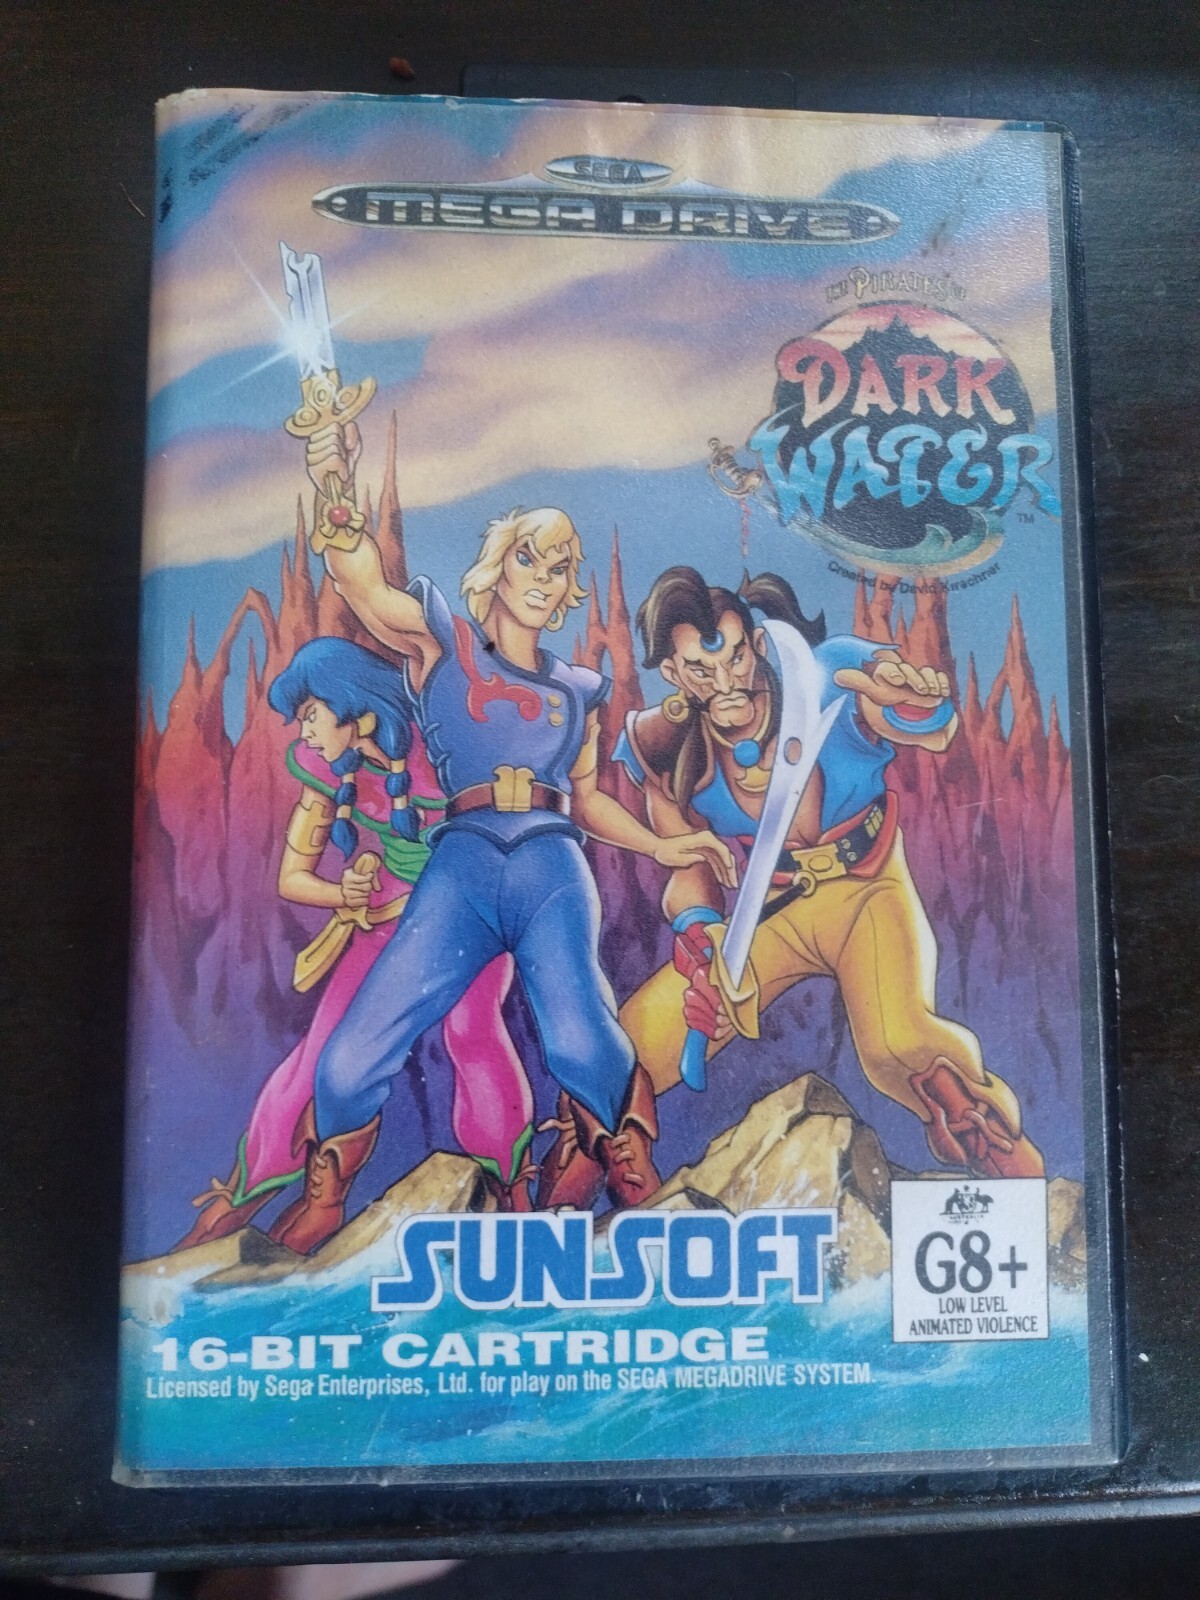 SEGA
MEGA DRIVE
THE PIRATES OF
DARK
WATER
TM
Created by David Kirschner
SUNSOFT
AUSTRALIA
G8+
LOW LEVEL
ANIMATED VIOLENCE
16-BIT CARTRIDGE
Licensed by Sega Enterprises, Ltd. for play on the SEGA MEGADRIVE SYSTEM.